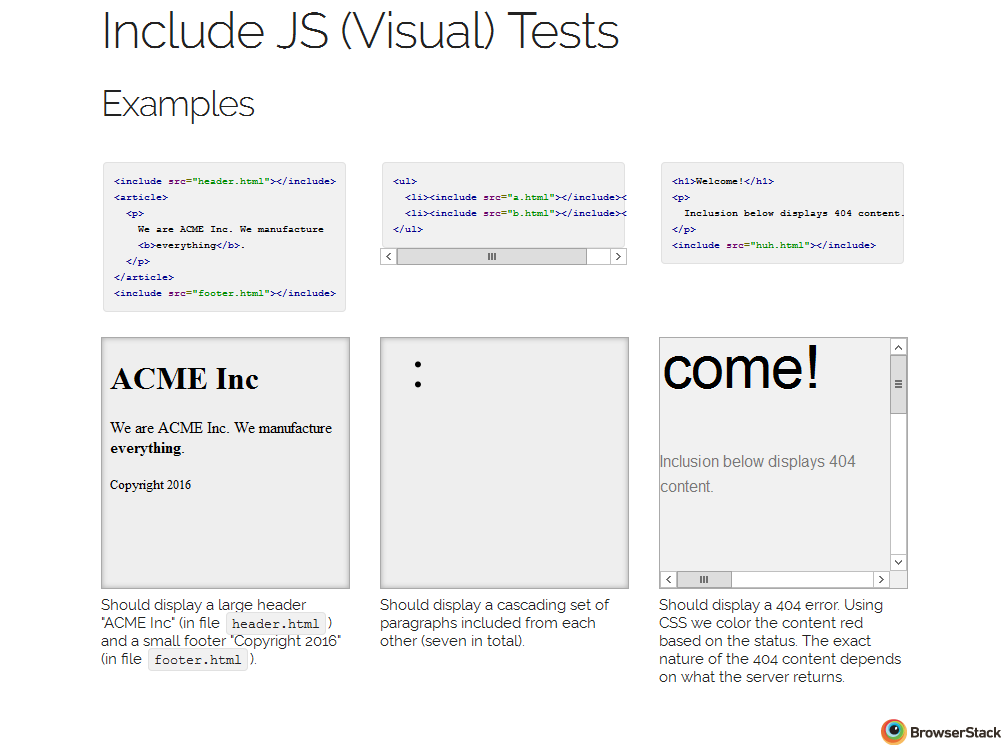 Include JS (Visual) Tests
Examples
<include src="header.html"></include>
<article>
<p>
We are ACME Inc. We manufacture
<b>everything</b>.
</p>
</article>
<include src="footer.html"></include>
<ul>
<li><include src="a.html"></include><
<li><include src="b.html"></include><
</ul>
<h1>Welcome!</h1>
<p>
Inclusion below displays 404 content.
</p>
<include src="huh.html"></include>
ACME Inc
We are ACME Inc. We manufacture
everything.
Copyright 2016
:
come!
Inclusion below displays 404
content.
Should display a large header
"ACME Inc" (in file header.html )
and a small footer "Copyright 2016"
(in file footer.html ).
Should display a cascading set of
paragraphs included from each
other (seven in total).
Should display a 404 error. Using
CSS we color the content red
based on the status. The exact
nature of the 404 content depends
on what the server returns.
BrowserStack